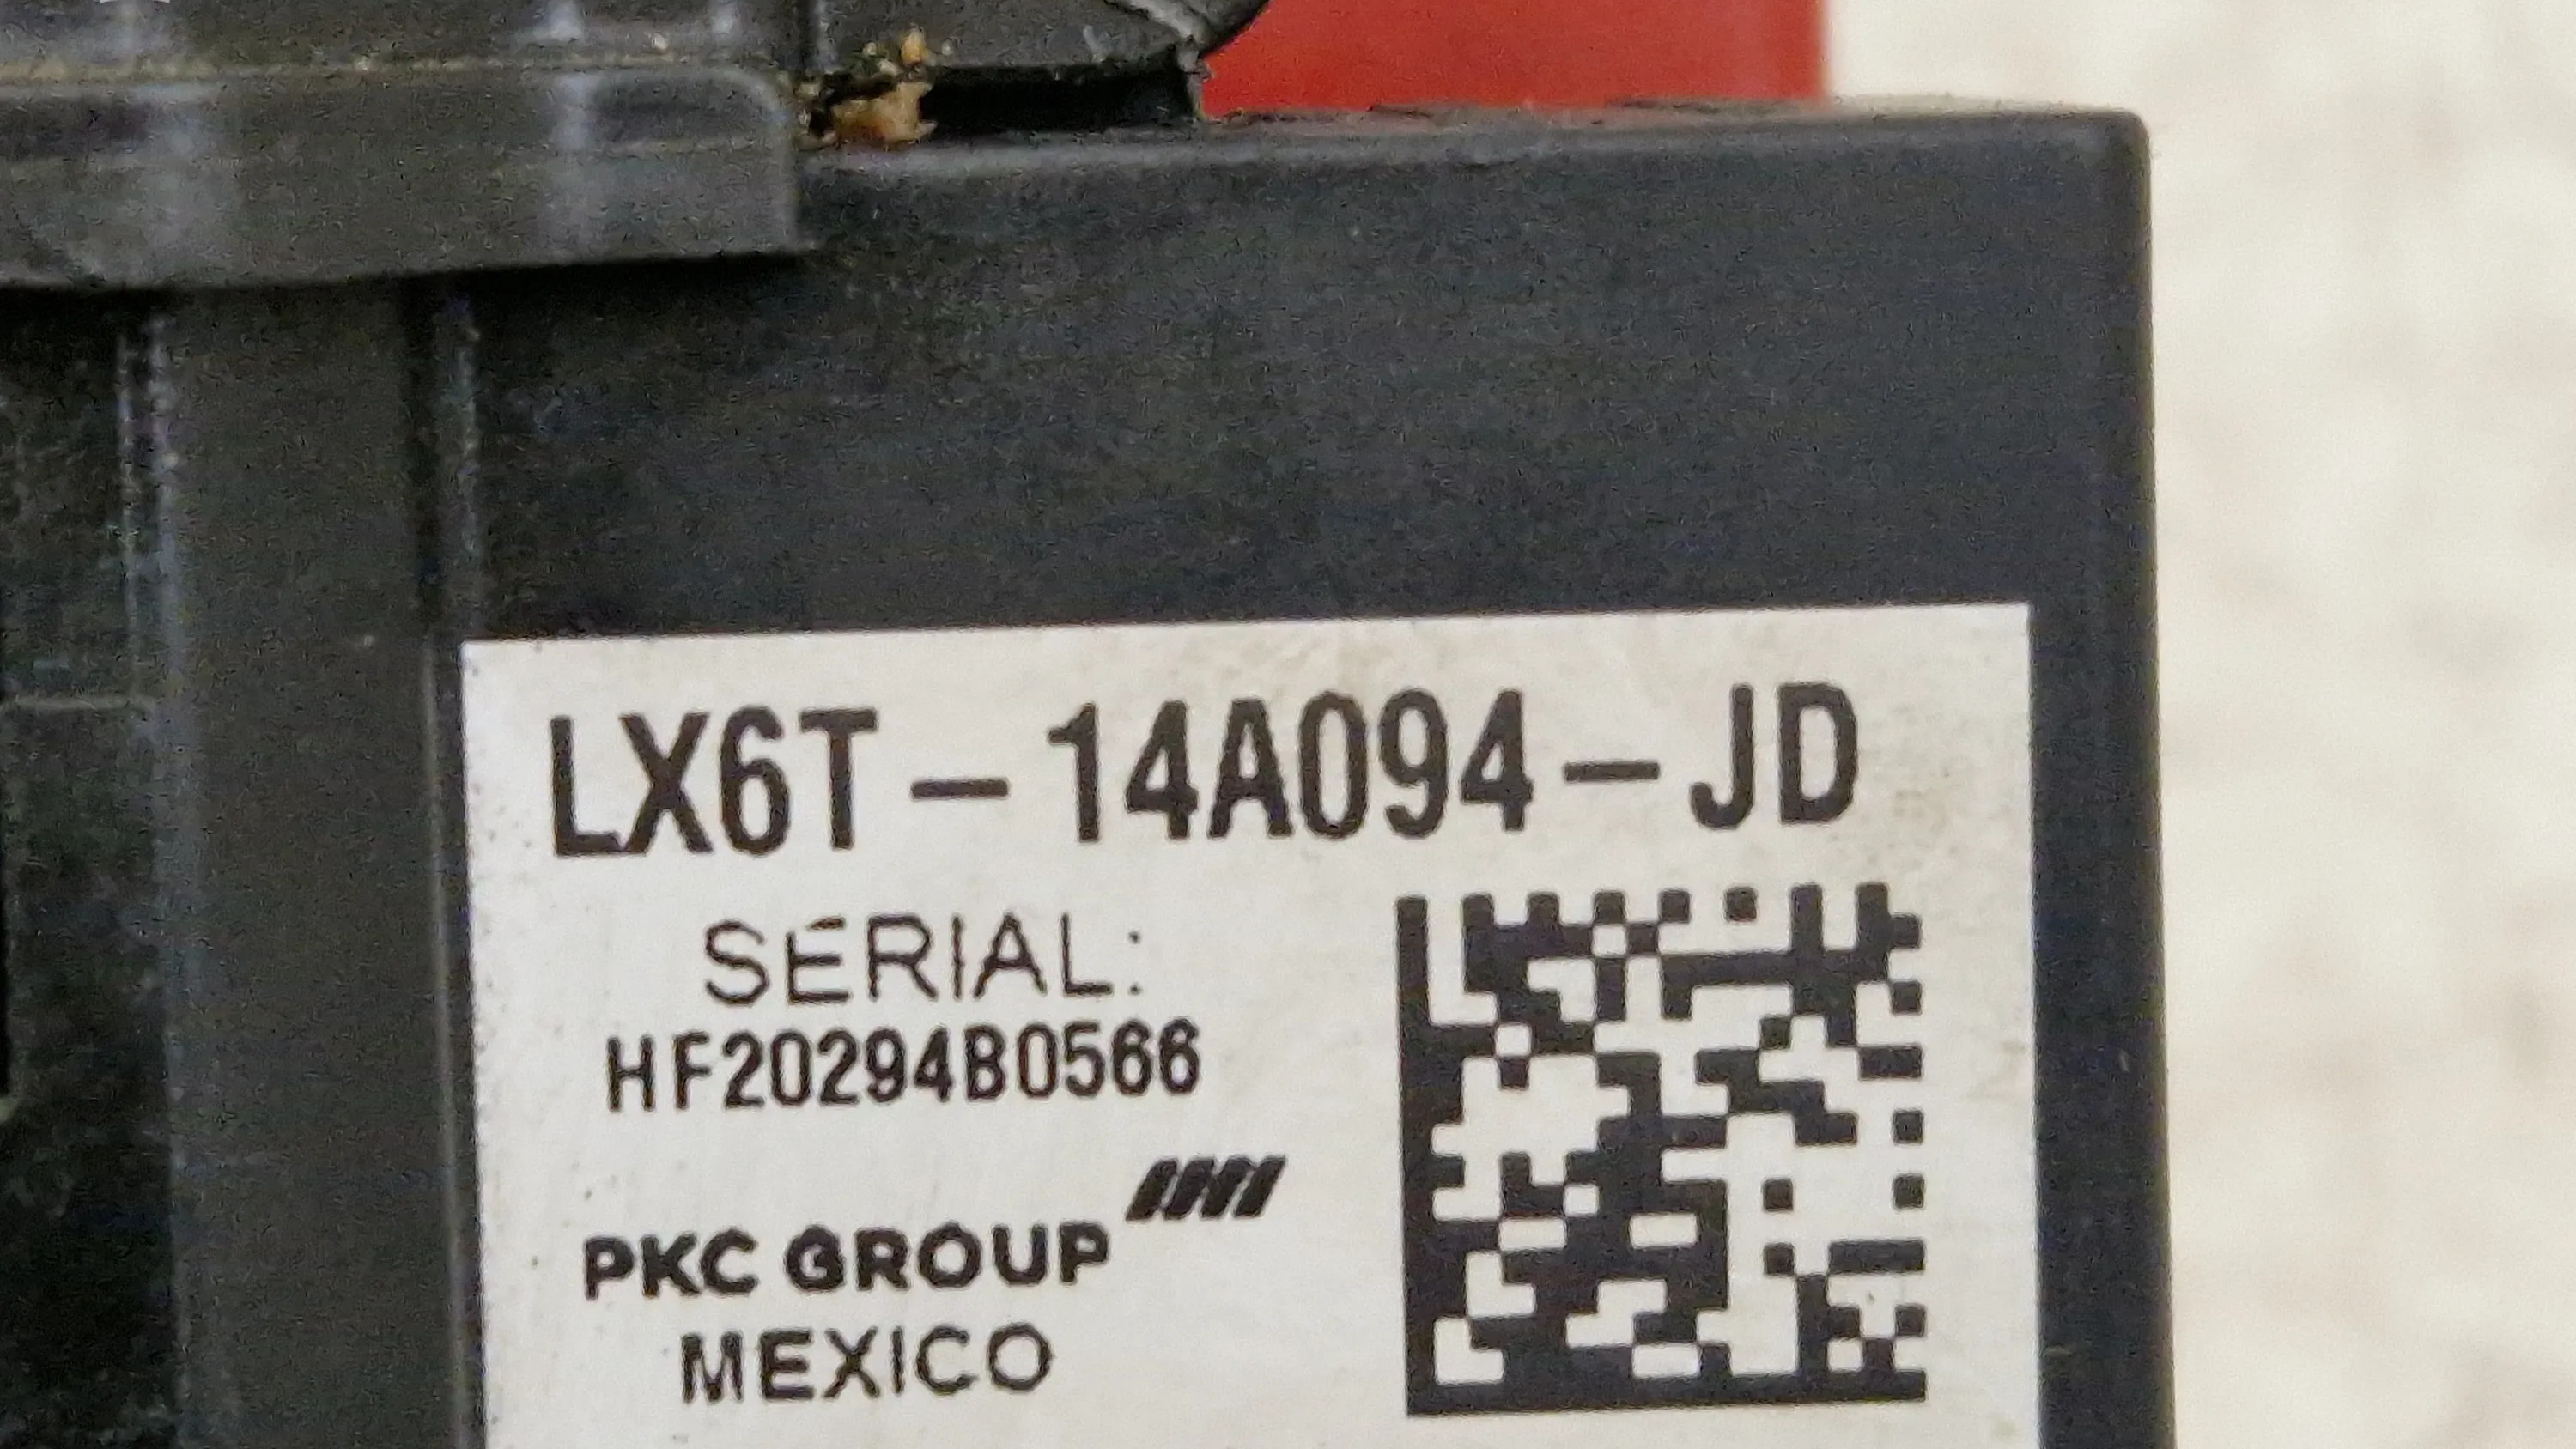 LX6T-14A094-JD
SERIAL:
HF20294B0566
PKC GROUP
MEXICO